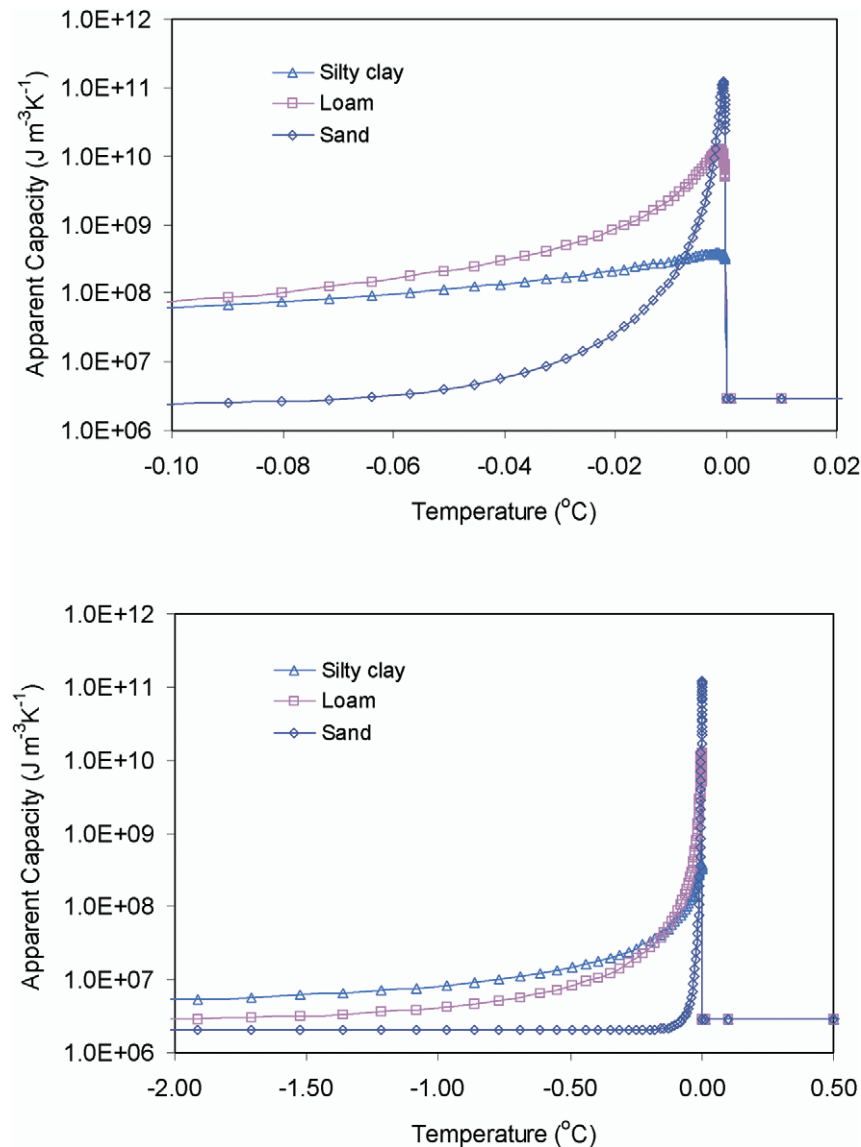 1.0E+12
1.0E+11
1.0E+10
1.0E+09
1.0E+08
1.0E+07
1.0E+06
Apparent Capacity (J m-3K-1)
Silty clay
Loam
Sand
-0.10 -0.08 -0.06 -0.04 -0.02 0.00 0.02
Temperature (oC)
1.0E+12
1.0E+11
1.0E+10
1.0E+09
1.0E+08
1.0E+07
1.0E+06
Apparent Capacity (J m-3K-1)
Silty clay
Loam
Sand
-2.00 -1.50 -1.00 -0.50 0.00 0.50
Temperature (oC)